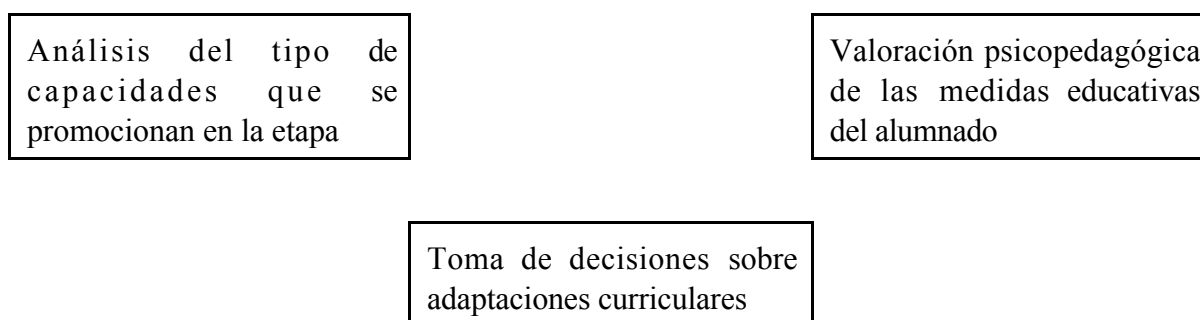 Análisis del tipo de
capacidades que se
promocionan en la etapa
Valoración psicopedagógica
de las medidas educativas
del alumnado
Toma de decisiones sobre
adaptaciones curriculares